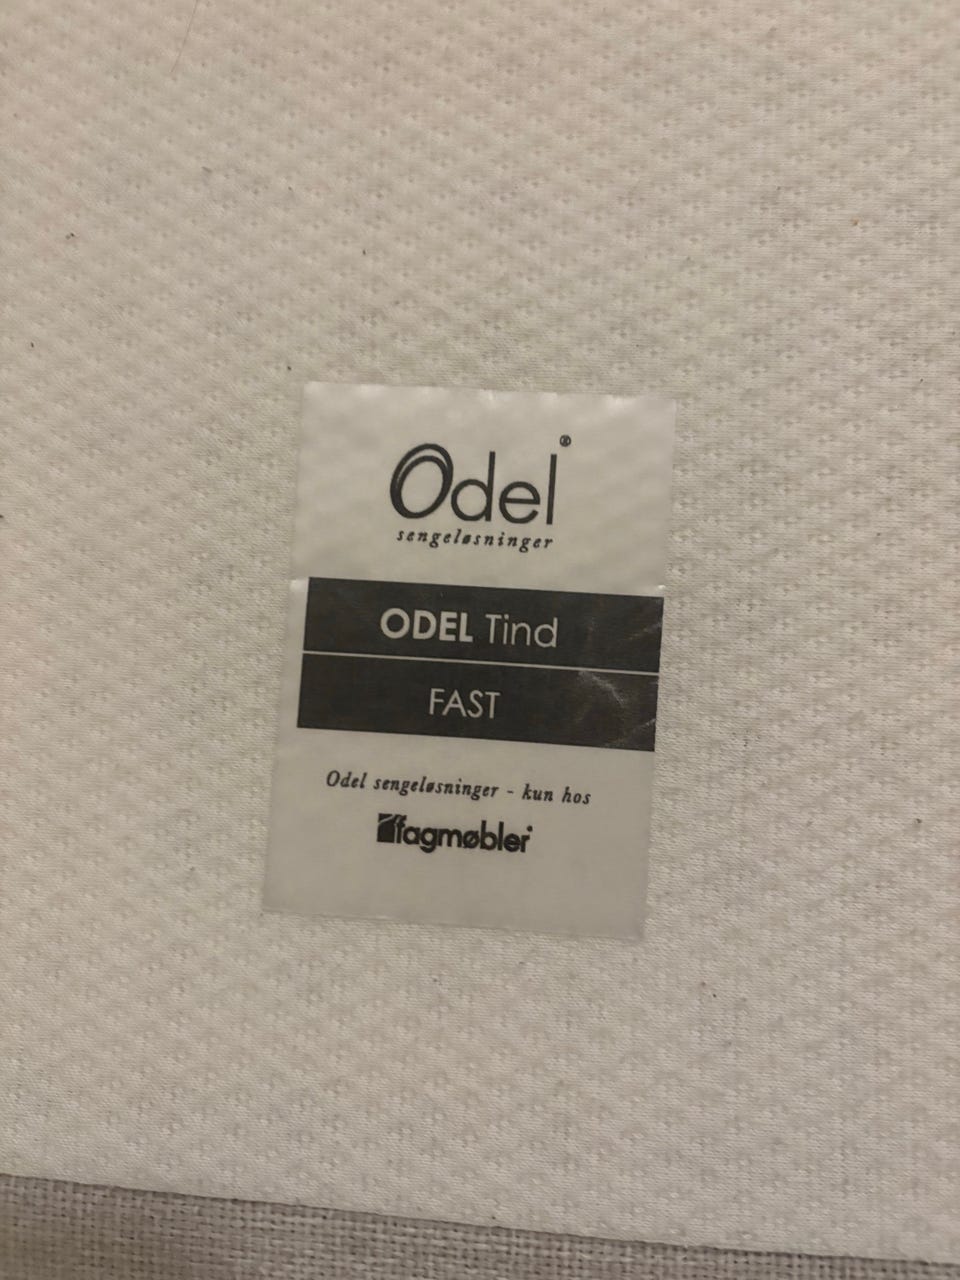 Odel®
sengeløsninger
ODEL Tind
FAST
Odel sengeløsninger - kun hos
fagmøbler